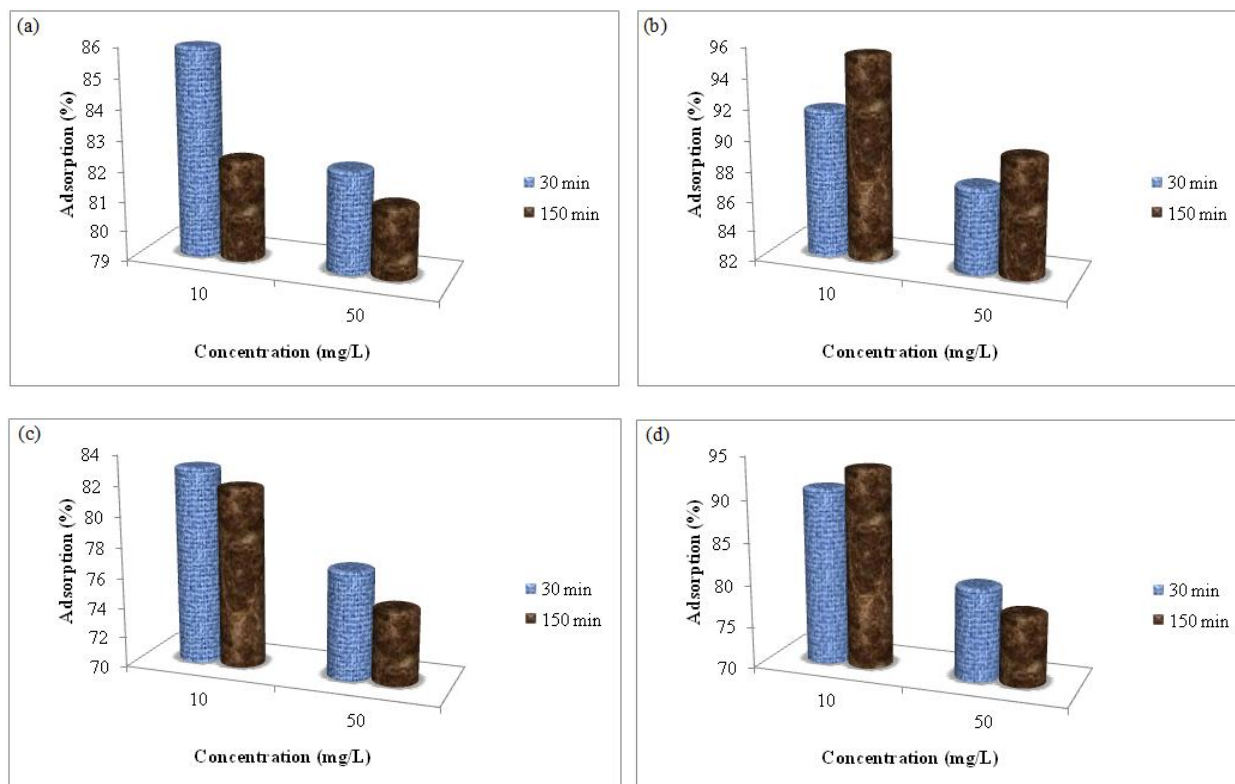 (a)
Adsorption (%)
86
85
84
83
82
81
80
79
10
50
Concentration (mg/L)
30 min
150 min
(b)
Adsorption (%)
96
94
92
90
88
86
84
82
10
50
Concentration (mg/L)
30 min
150 min
(c)
Adsorption (%)
84
82
80
78
76
74
72
70
10
50
Concentration (mg/L)
30 min
150 min
(d)
Adsorption (%)
95
90
85
80
75
70
10
50
Concentration (mg/L)
30 min
150 min